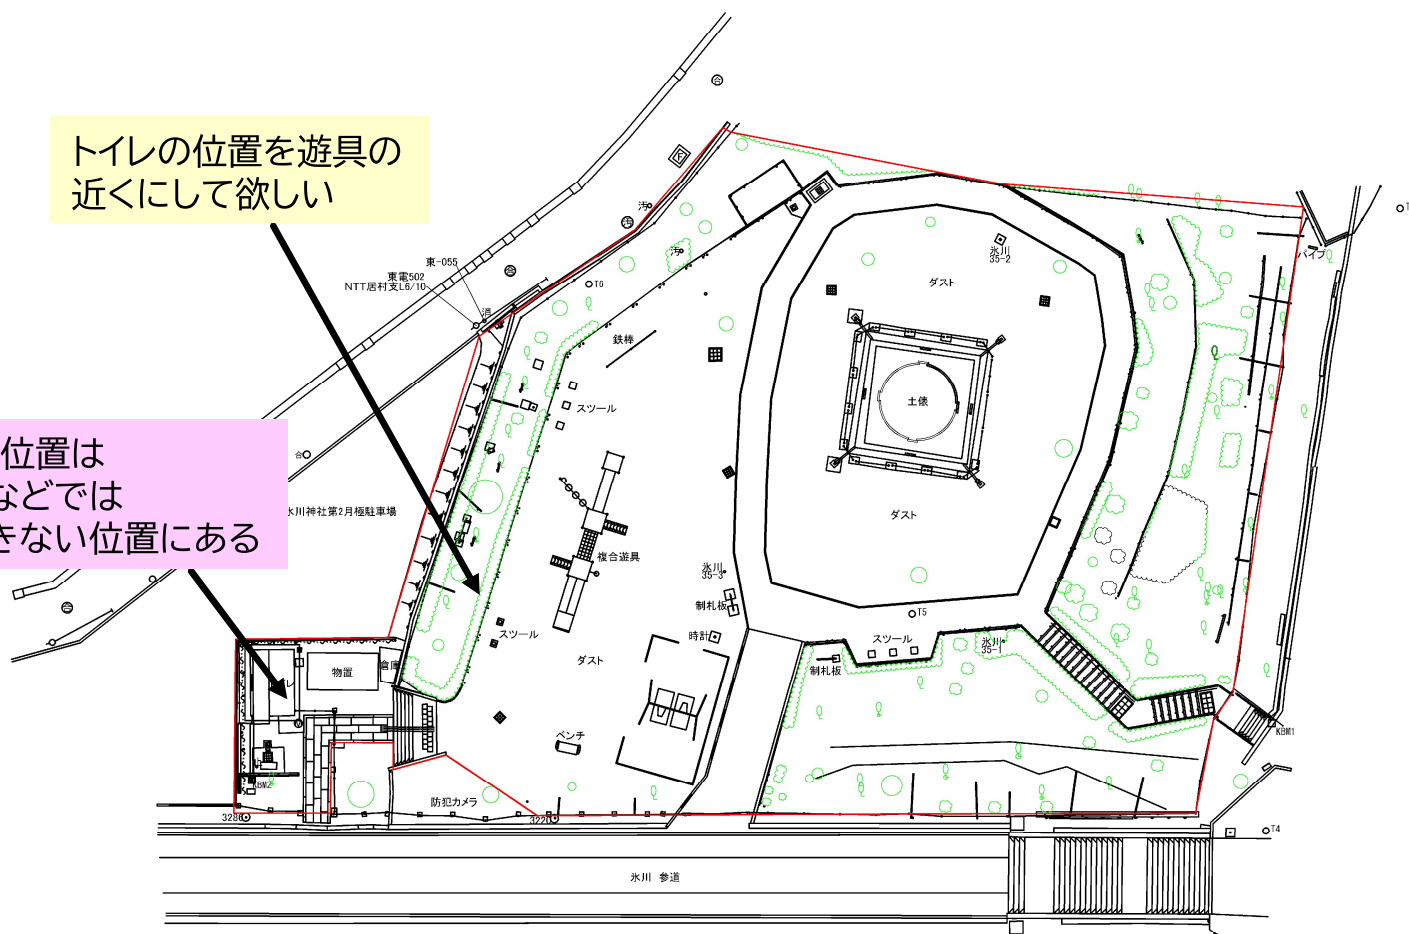 トイレの位置を遊具の
近くにして欲しい
位置は
などでは
きない位置にある
東-055
東電502
NTT居村支L6/10
消
汚
汚
合
合
T6
鉄棒
スツール
複合遊具
スツール
氷川神社第2月極駐車場
物置
倉庫
レ
ダスト
ベンチ
防犯カメラ
3286
3220
KBM2
氷川
35-3
制札板
時計
氷川
35-2
ダスト
土俵
ダスト
T5
スツール
氷川
35-1
制札板
パイプ
T
KBM1
T4
氷川 参道